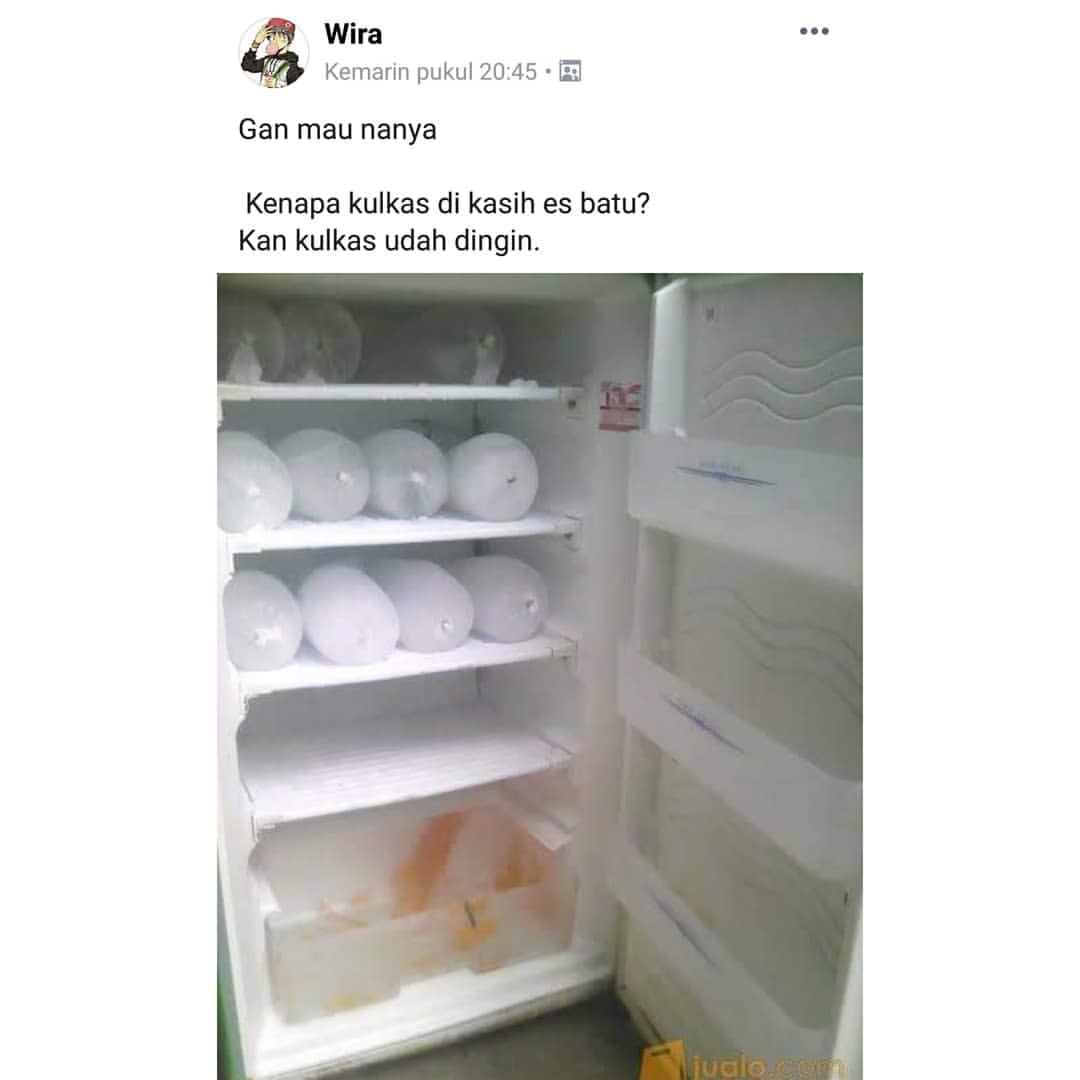 Wira
Kemarin pukul 20:45
Gan mau nanya
Kenapa kulkas di kasih es batu?
Kan kulkas udah dingin.
jualo.com